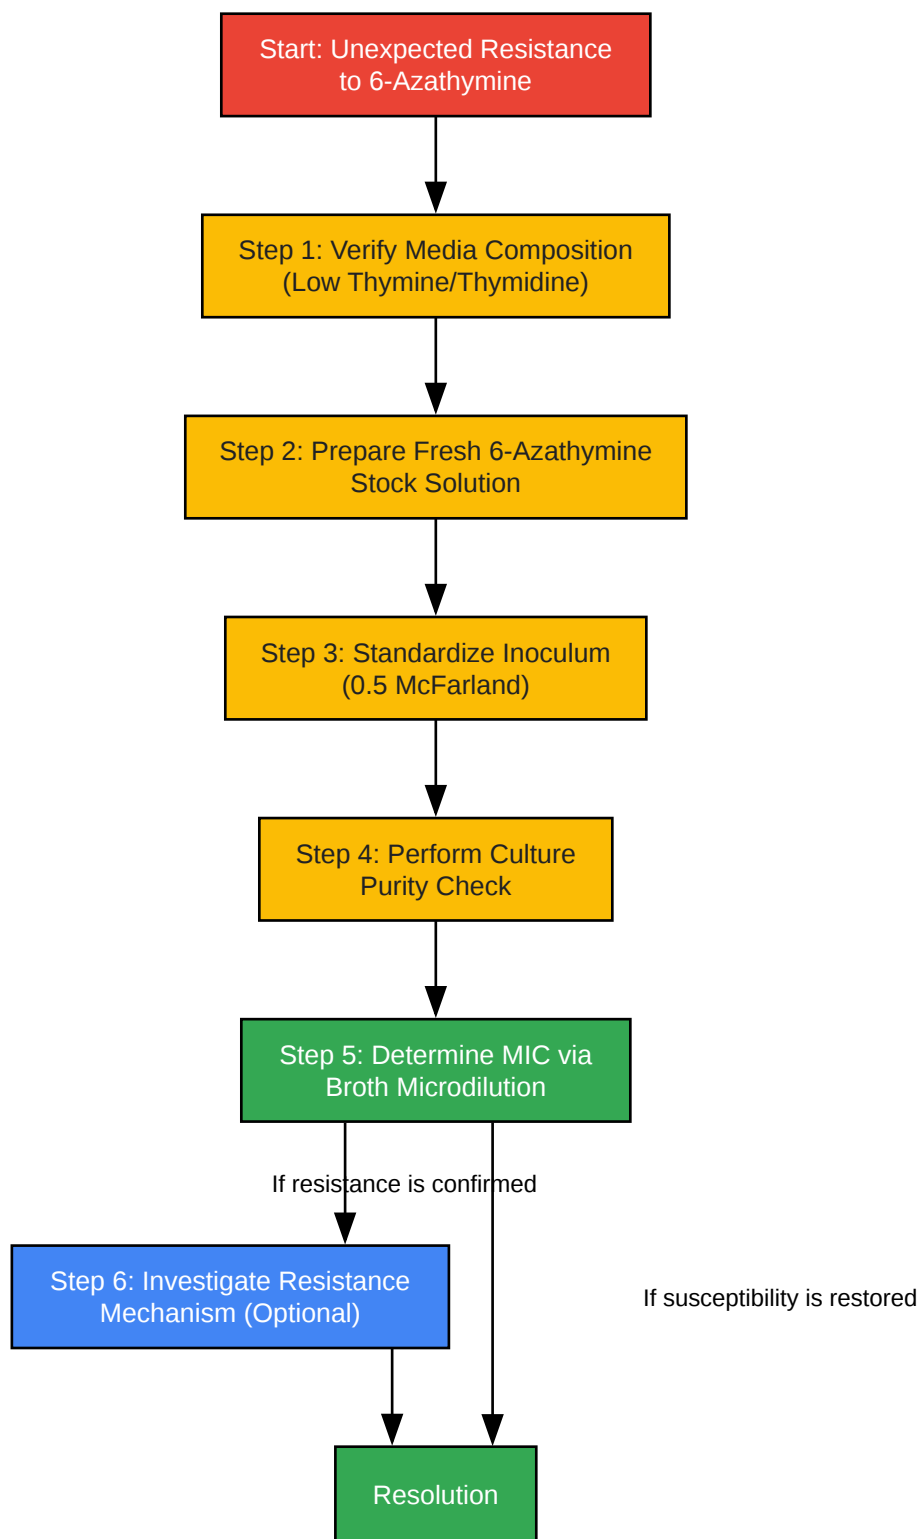 Start: Unexpected Resistance
to 6-Azathymine
Step 1: Verify Media Composition
(Low Thymine/Thymidine)
Step 2: Prepare Fresh 6-Azathymine
Stock Solution
Step 3: Standardize Inoculum
(0.5 McFarland)
Step 4: Perform Culture
Purity Check
Step 5: Determine MIC via
Broth Microdilution
If resistance is confirmed
Step 6: Investigate Resistance
Mechanism (Optional)
If susceptibility is restored
Resolution